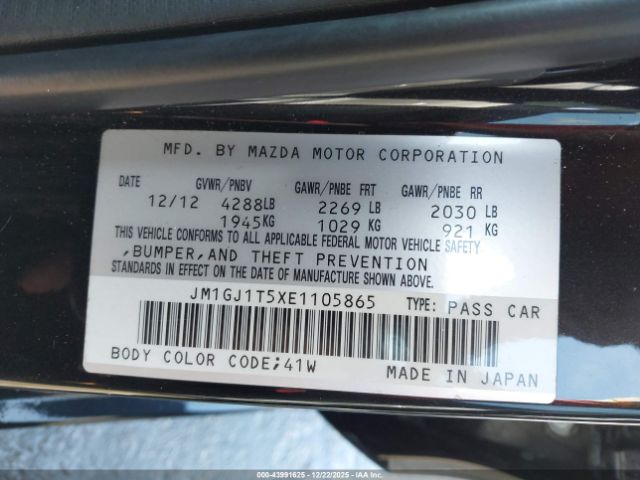 MFD. BY MAZDA MOTOR CORPORATION
DATE GVWR/PNBV GAWR/PNBE FRT GAWR/PNBE RR
12/12 4288LB 2269 LB 2030 LB
1945KG 1029 KG 921 KG
THIS VEHICLE CONFORMS TO ALL APPLICABLE FEDERAL MOTOR VEHICLE SAFETY
,BUMPER,AND THEFT PREVENTION
STANDARDS IN EFFECT ON THE DATE OF MANUFACTURE SHOWN ABOVE.
JM1GJ1T5XE1105865 TYPE: PASS CAR
BODY COLOR CODE;41W MADE IN JAPAN
000-43991625 - 12/22/2025 - IAAI.CA